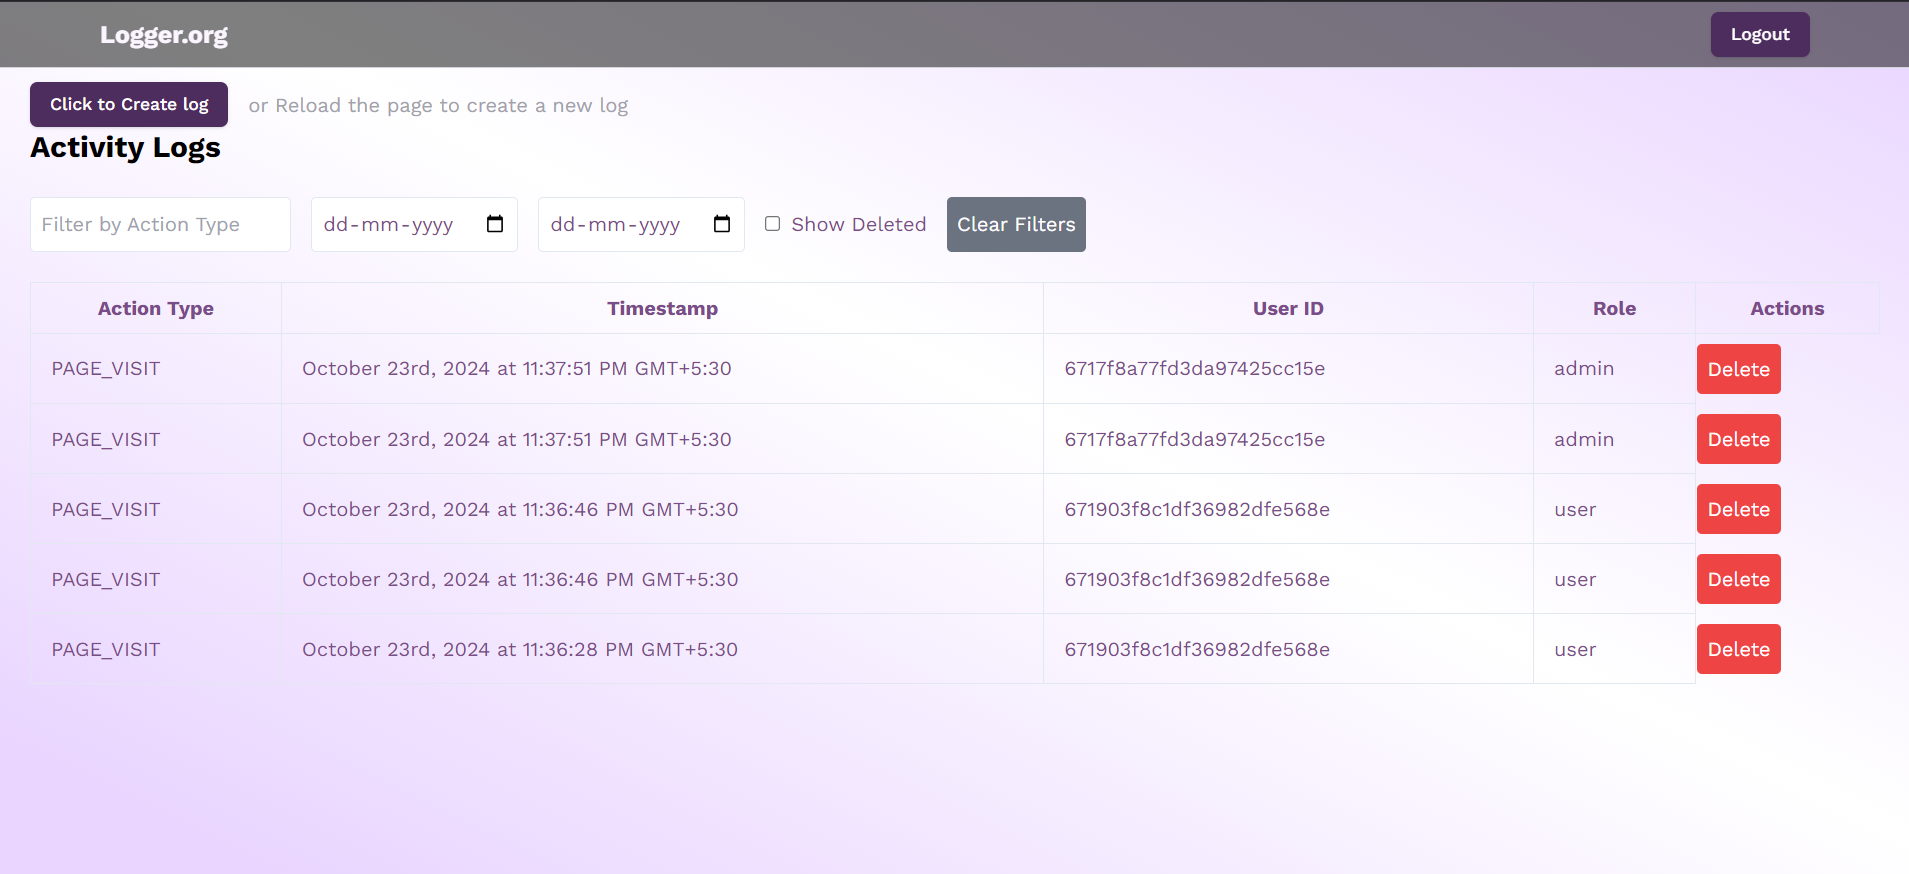 Logger.org Logout
Click to Create log or Reload the page to create a new log
Activity Logs
Filter by Action Type dd-mm-yyyy dd-mm-yyyy Show Deleted Clear Filters
Action Type Timestamp User ID Role Actions
PAGE_VISIT October 23rd, 2024 at 11:37:51 PM GMT+5:30 6717f8a77fd3da97425cc15e admin Delete
PAGE_VISIT October 23rd, 2024 at 11:37:51 PM GMT+5:30 6717f8a77fd3da97425cc15e admin Delete
PAGE_VISIT October 23rd, 2024 at 11:36:46 PM GMT+5:30 671903f8c1df36982dfe568e user Delete
PAGE_VISIT October 23rd, 2024 at 11:36:46 PM GMT+5:30 671903f8c1df36982dfe568e user Delete
PAGE_VISIT October 23rd, 2024 at 11:36:28 PM GMT+5:30 671903f8c1df36982dfe568e user Delete